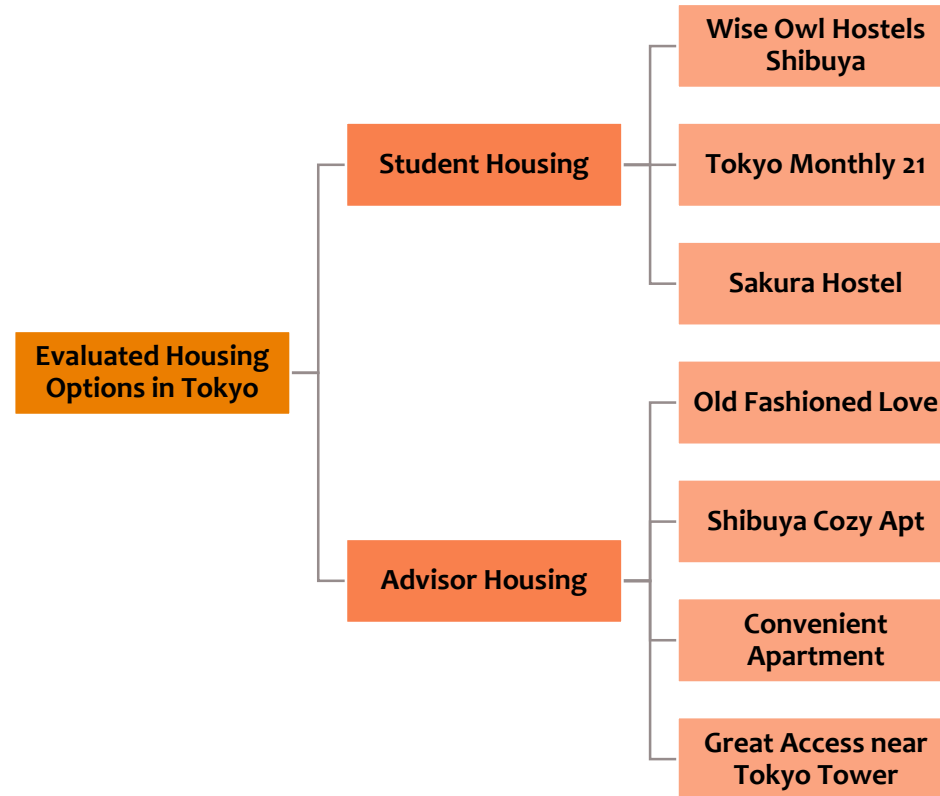 Evaluated Housing
Options in Tokyo
Student Housing
Wise Owl Hostels
Shibuya
Tokyo Monthly 21
Sakura Hostel
Advisor Housing
Old Fashioned Love
Shibuya Cozy Apt
Convenient
Apartment
Great Access near
Tokyo Tower